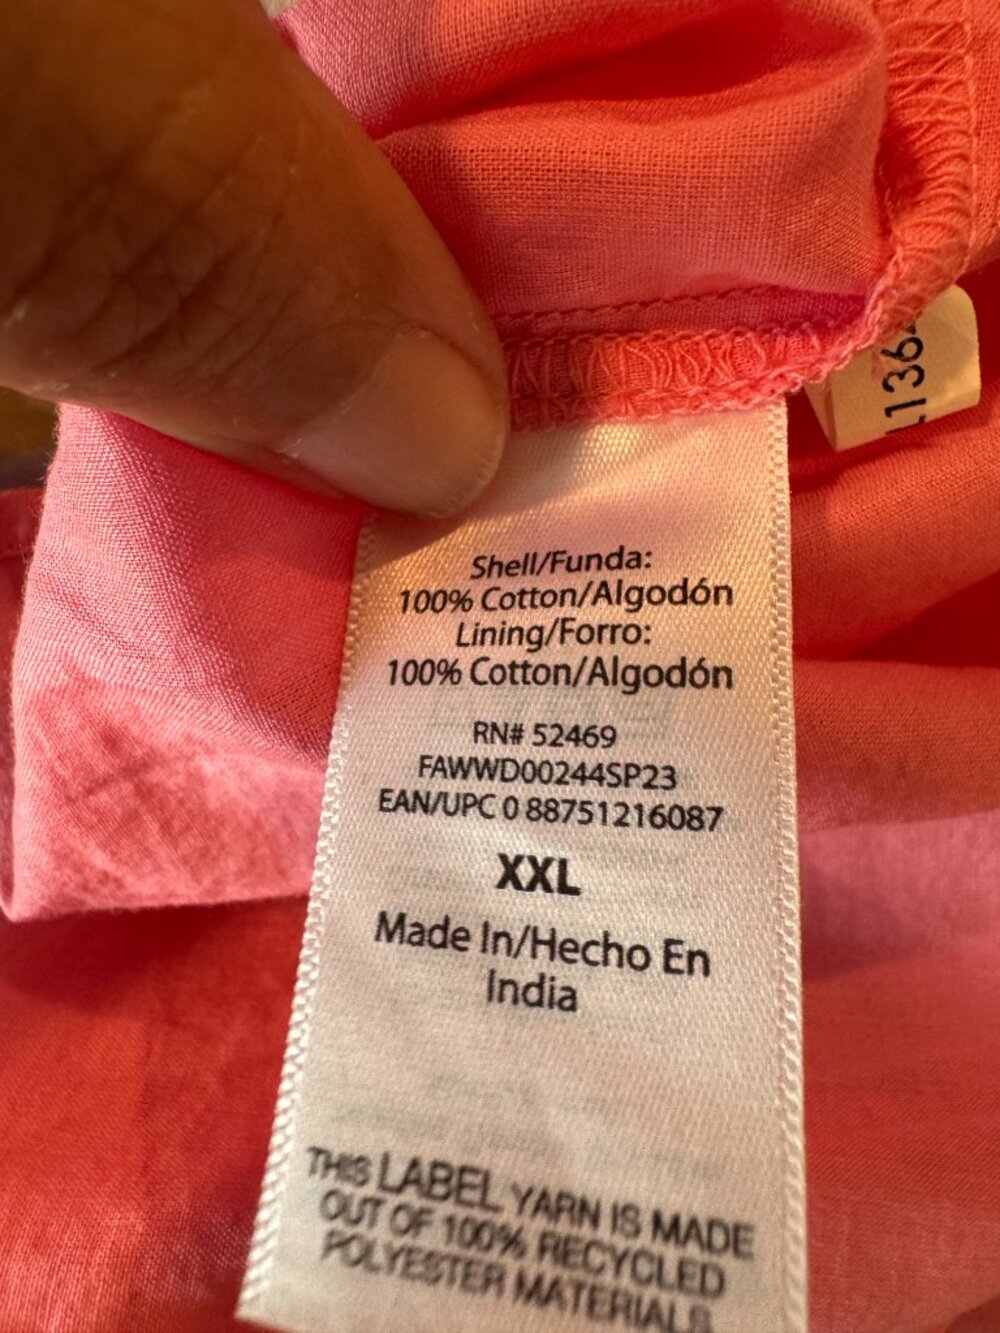 Shell/Funda:
100% Cotton/Algodón
Lining/Forro:
100% Cotton/Algodón
RN# 52469
FAWWD00244SP23
EAN/UPC 0 88751216087
XXL
Made In/Hecho En
India
THIS LABEL YARN IS MADE
OUT OF 100% RECYCLED
POLYESTER MATERIALS.